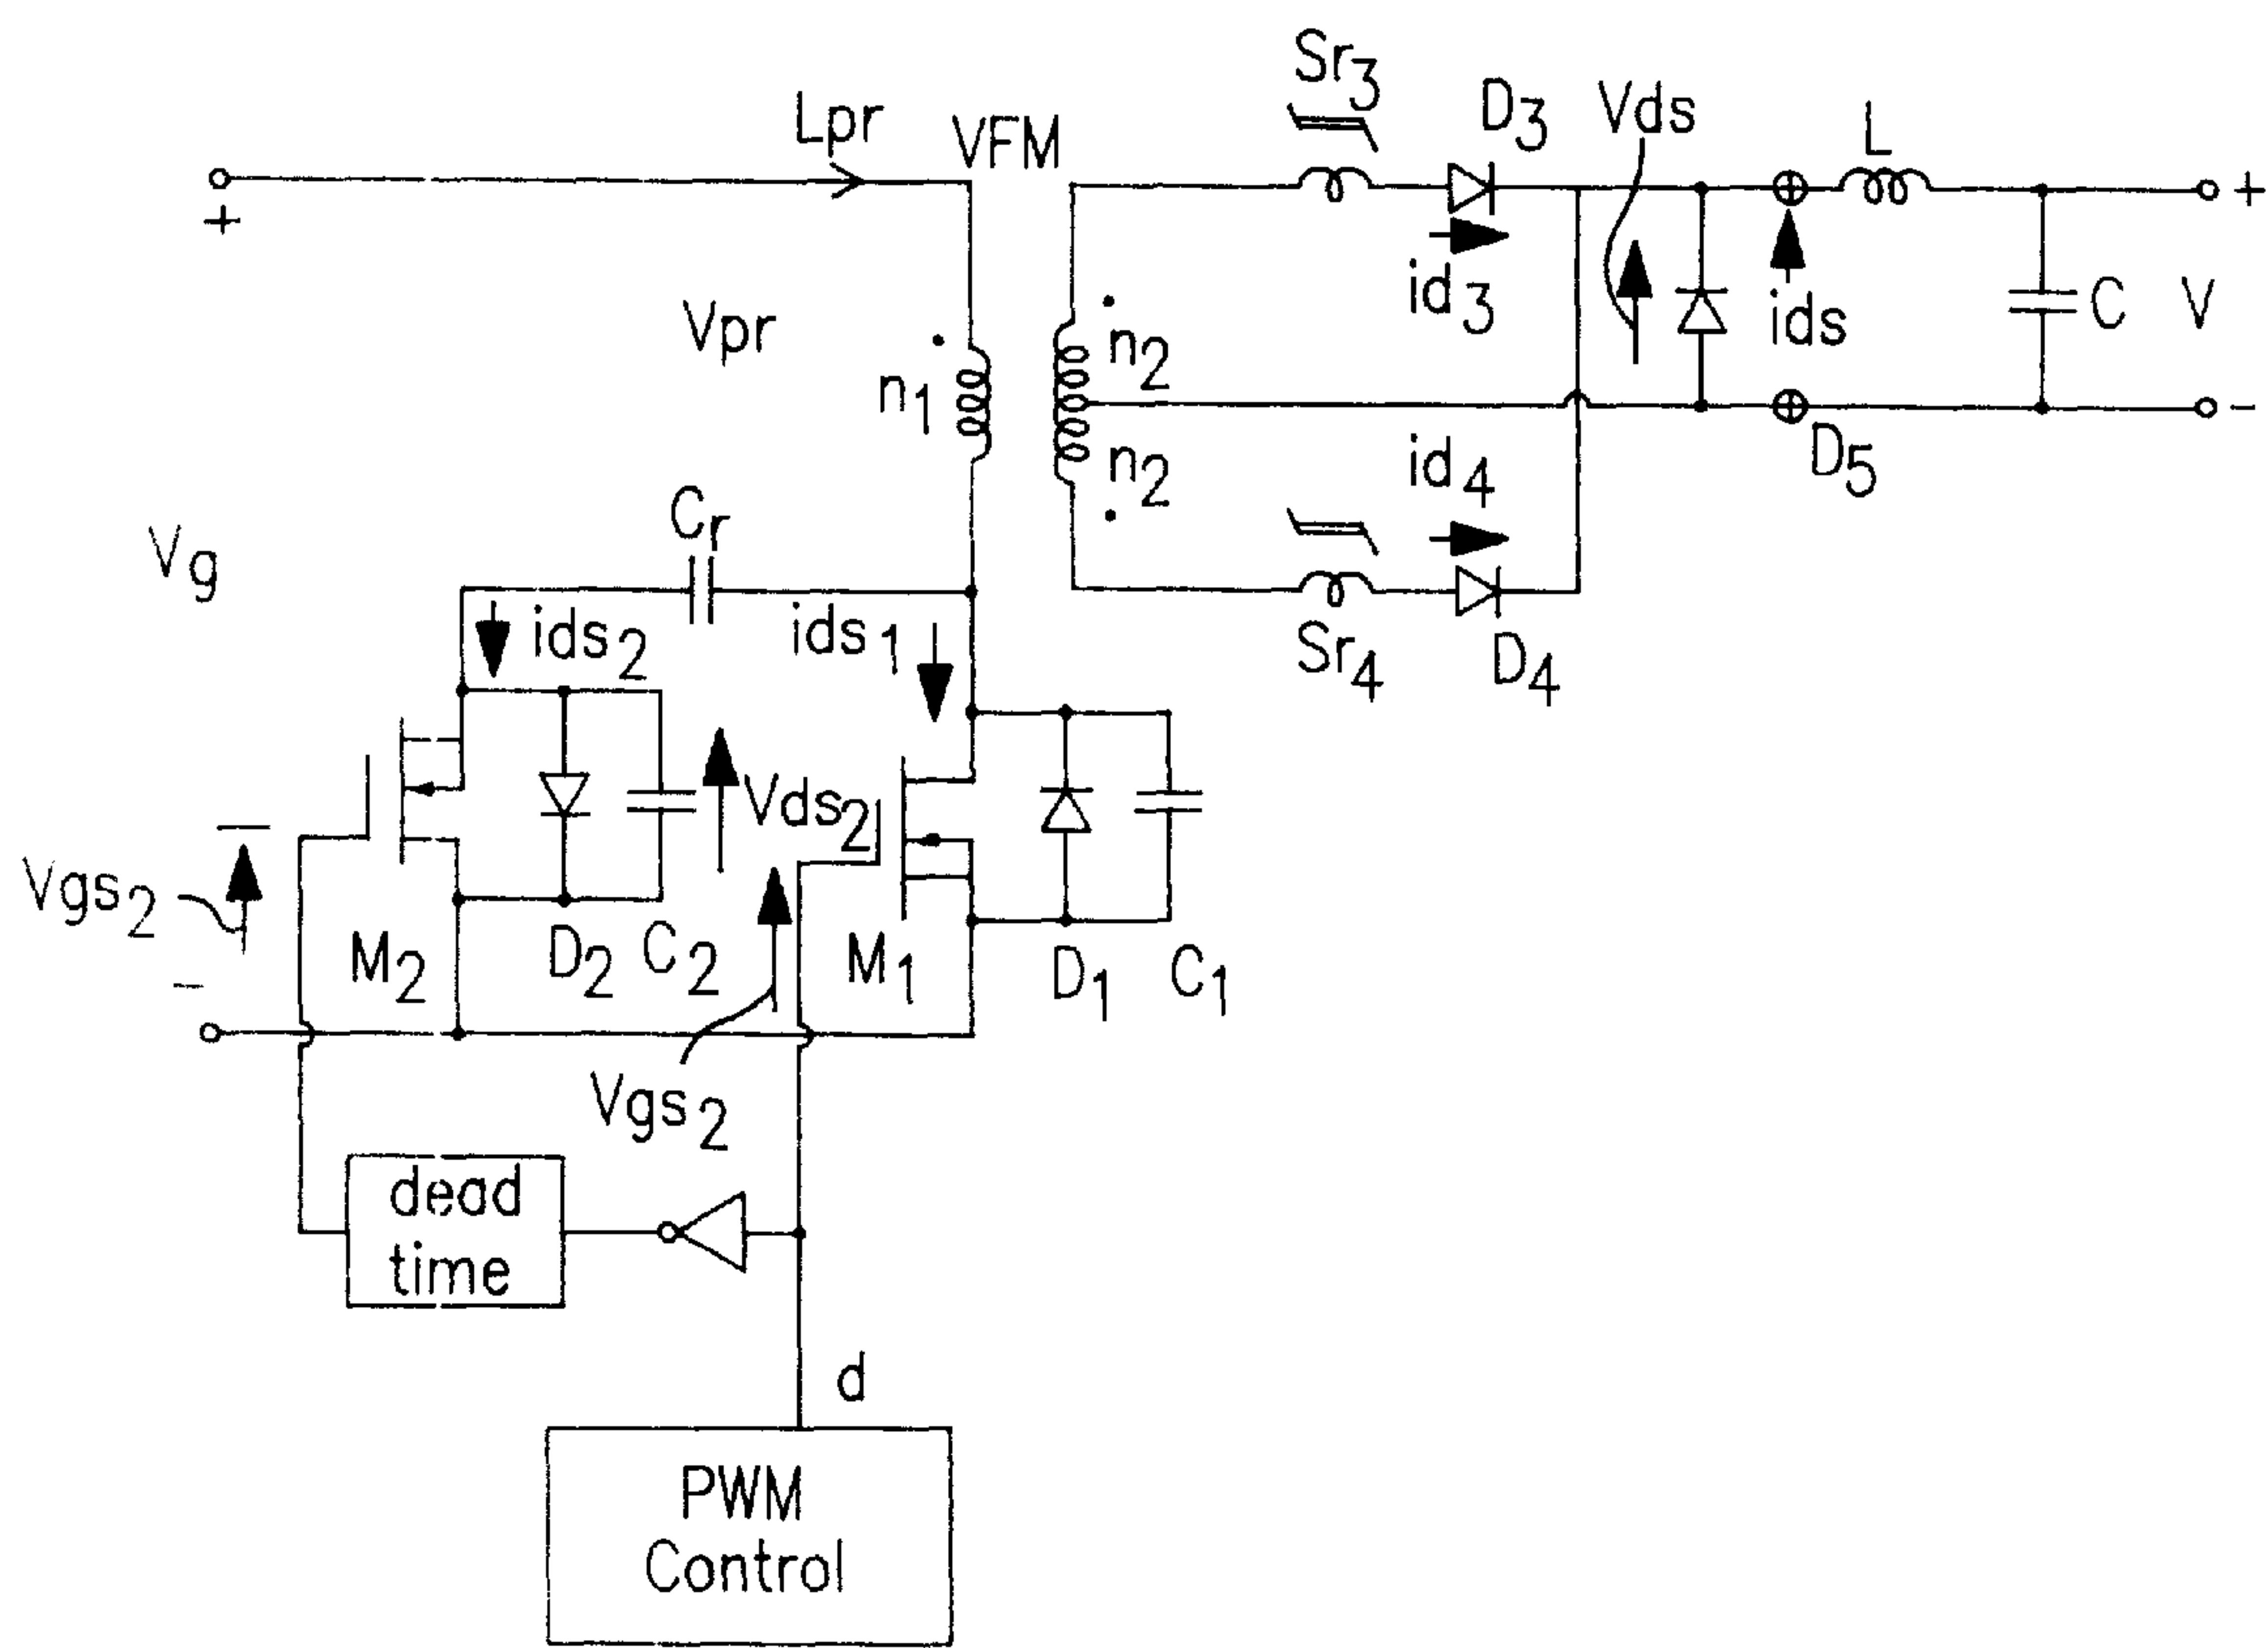 Sr3
D3
Vds
L
Lpr
VFM
+
+
id3
ids
C
V
Vpr
n1
n2
n2
id4
D5
-
Cr
Vg
ids2
ids1
Sr4
D4
Vds2
Vgs2
M2
D2
C2
M1
D1
C1
-
Vgs2
dead
time
d
PWM
Control